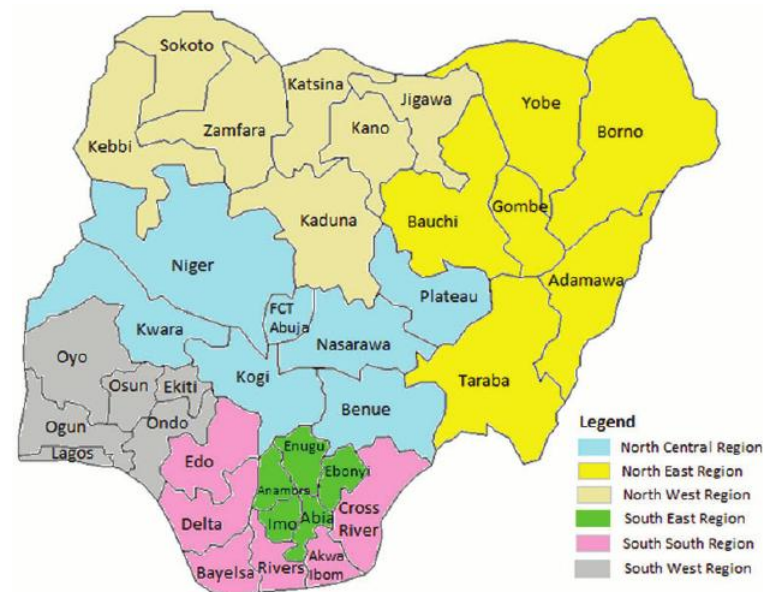 Sokoto
Katsina
Jigawa
Yobe
Borno
Kebbi
Zamfara
Kano
Kaduna
Bauchi
Gombe
Adamawa
Niger
FCT
Abuja
Plateau
Kwara
Nasarawa
Taraba
Oyo
Osun
Ekiti
Kogi
Benue
Ogun
Ondo
Lagos
Edo
Enugu
Ebonyi
Anambra
Imo
Abia
Cross
River
Delta
Bayelsa
Rivers
Akwa
Ibom
Legend
North Central Region
North East Region
North West Region
South East Region
South South Region
South West Region